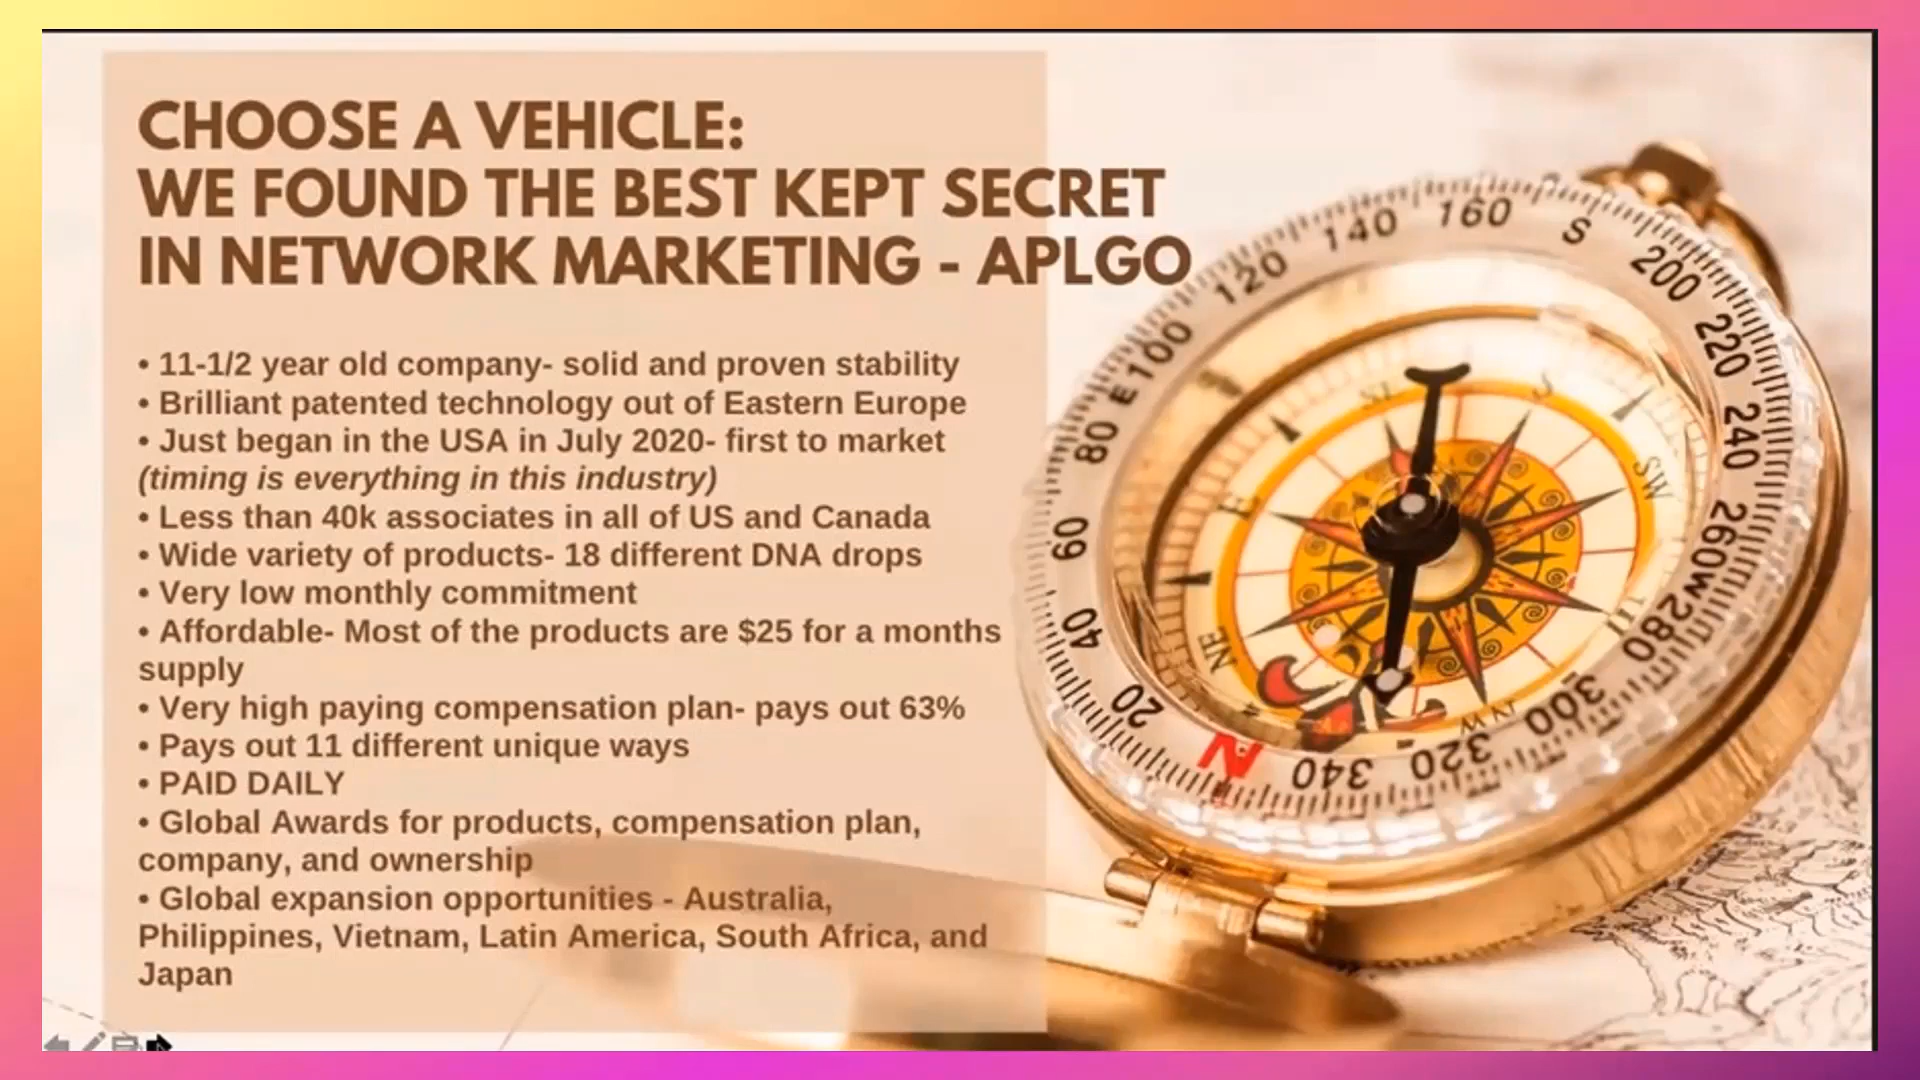 CHOOSE A VEHICLE:
WE FOUND THE BEST KEPT SECRET
IN NETWORK MARKETING - APLGO
• 11-1/2 year old company- solid and proven stability
• Brilliant patented technology out of Eastern Europe
• Just began in the USA in July 2020- first to market
(timing is everything in this industry)
• Less than 40k associates in all of US and Canada
• Wide variety of products- 18 different DNA drops
• Very low monthly commitment
• Affordable- Most of the products are $25 for a months
supply
• Very high paying compensation plan- pays out 63%
• Pays out 11 different unique ways
• PAID DAILY
• Global Awards for products, compensation plan,
company, and ownership
• Global expansion opportunities - Australia,
Philippines, Vietnam, Latin America, South Africa, and
Japan
N 20 40 60 80 E 100 120 140 160 S 200 220 240 260 W 280 300 320 340
NE E SW